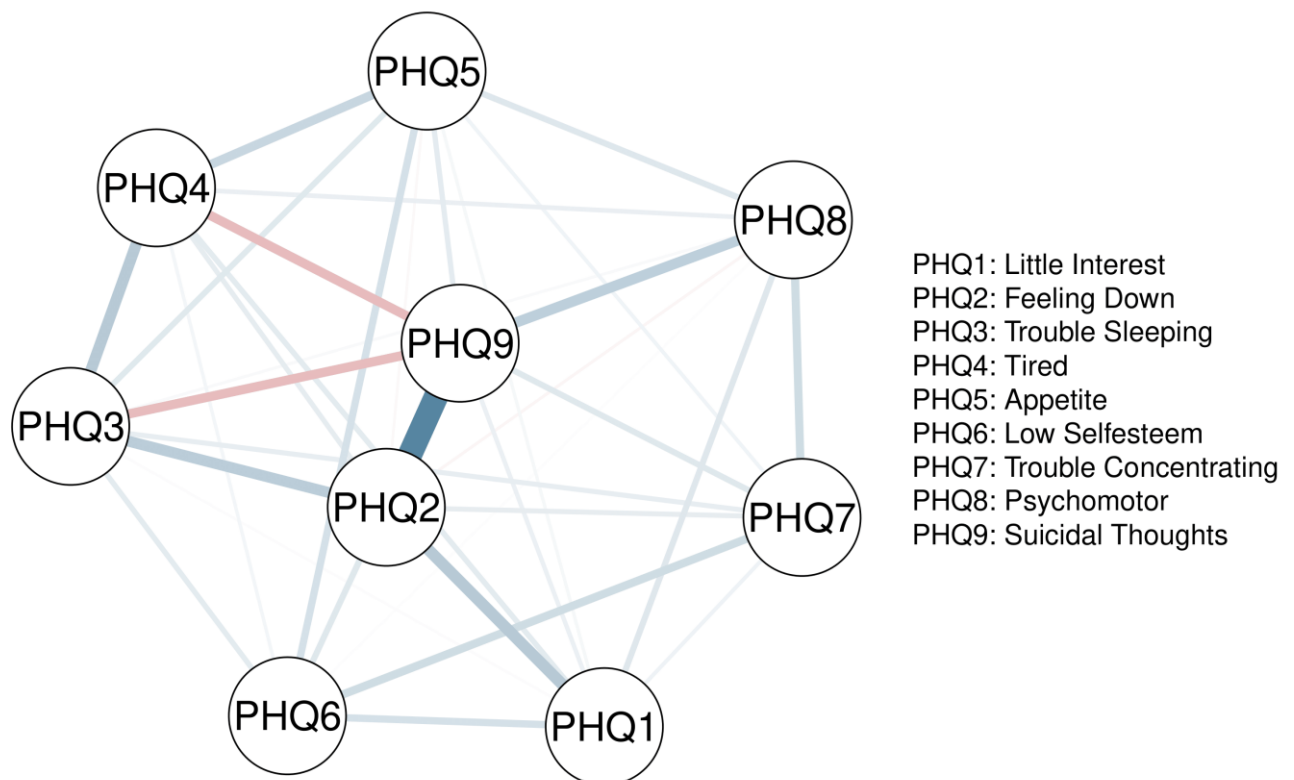 PHQ5
PHQ4
PHQ8
PHQ9
PHQ3
PHQ2
PHQ7
PHQ6
PHQ1
PHQ1: Little Interest
PHQ2: Feeling Down
PHQ3: Trouble Sleeping
PHQ4: Tired
PHQ5: Appetite
PHQ6: Low Selfesteem
PHQ7: Trouble Concentrating
PHQ8: Psychomotor
PHQ9: Suicidal Thoughts